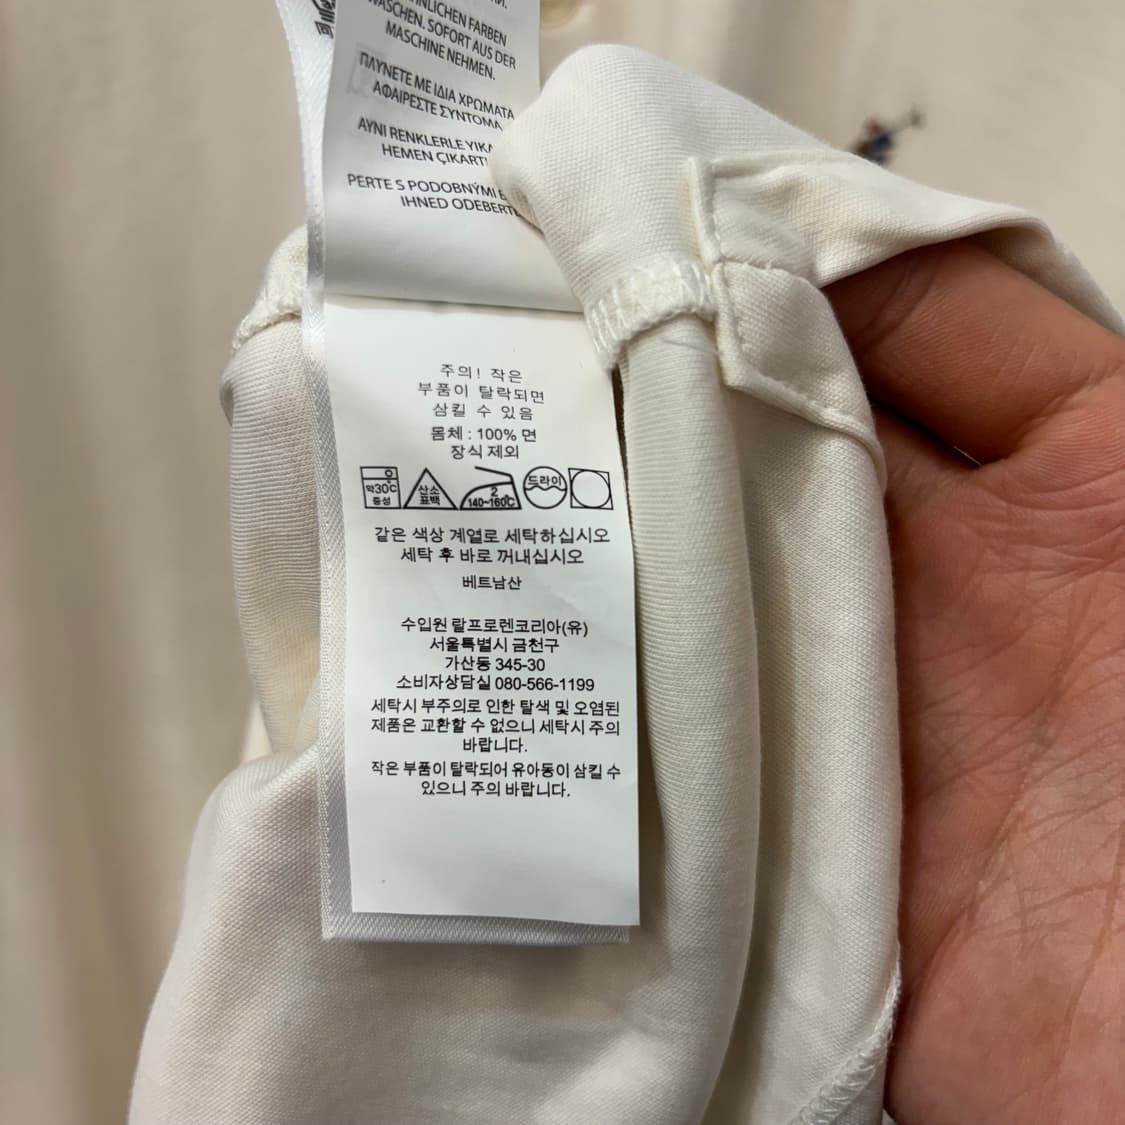 ÄHNLICHEN FARBEN
WASCHEN. SOFORT AUS DER
MASCHINE NEHMEN.
ΠΛΥΝΕΤΕ ΜΕ ΙΔΙΑ ΧΡΩΜΑΤΑ
ΑΦΑΙΡΕΣΤΕ ΣΥΝΤΟΜΑ
AYNI RENKLERLE
HEMEN
PERTE S PODOBNÝMI
IHNED
주의! 작은
부품이 탈락되면
삼킬 수 있음
몸체 : 100% 면
장식 제외
약30℃ 중성 산소 표백 2 140~160℃ 드라이
같은 색상 계열로 세탁하십시오
세탁 후 바로 꺼내십시오
베트남산
수입원 랄프로렌코리아(유)
서울특별시 금천구
가산동 345-30
소비자상담실 080-566-1199
세탁시 부주의로 인한 탈색 및 오염된
제품은 교환할 수 없으니 세탁시 주의
바랍니다.
작은 부품이 탈락되어 유아동이 삼킬 수
있으니 주의 바랍니다.